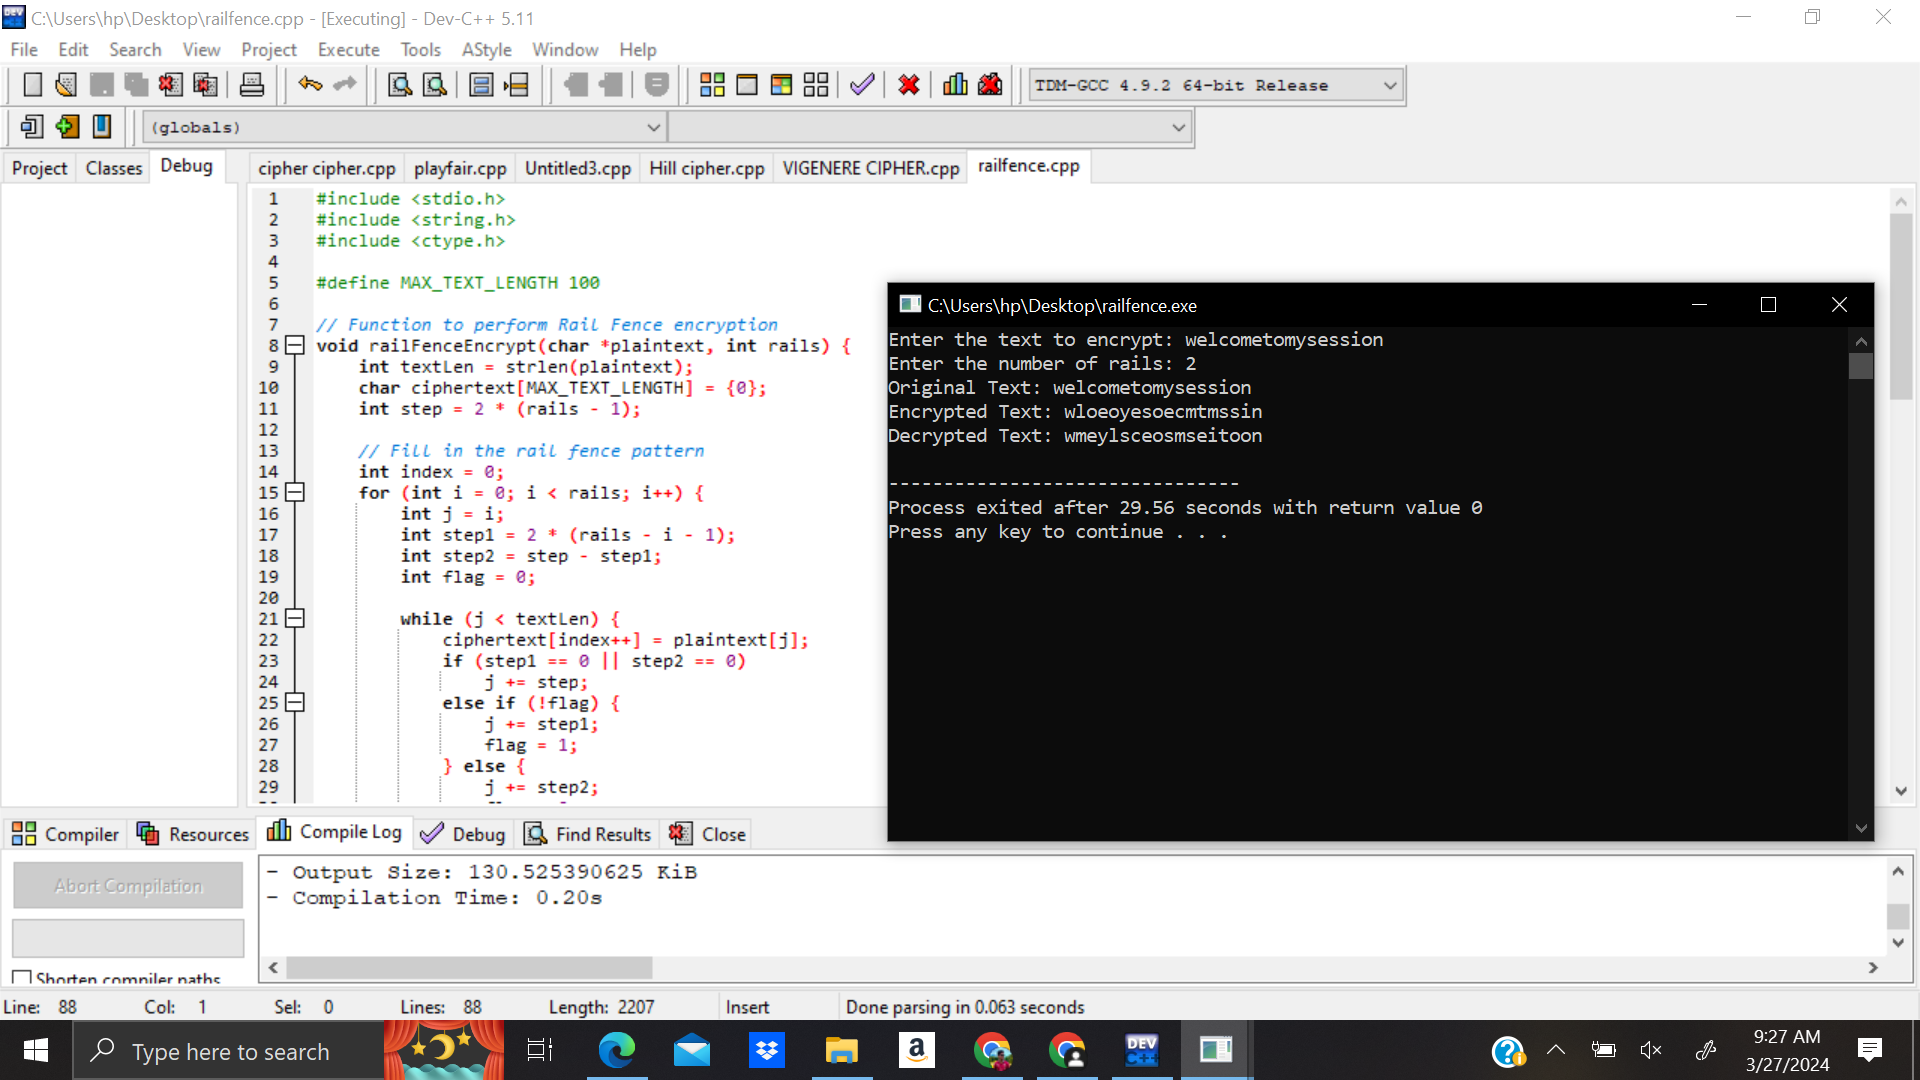 C:\Users\hp\Desktop\railfence.cpp - [Executing] - Dev-C++ 5.11
File Edit Search View Project Execute Tools AStyle Window Help
TDM-GCC 4.9.2 64-bit Release
(globals)
Project Classes Debug
cipher cipher.cpp playfair.cpp Untitled3.cpp Hill cipher.cpp VIGENERE CIPHER.cpp railfence.cpp
1 #include <stdio.h>
2 #include <string.h>
3 #include <ctype.h>
4
5 #define MAX_TEXT_LENGTH 100
6
7 // Function to perform Rail Fence encryption
8 void railFenceEncrypt(char *plaintext, int rails) {
9 int textLen = strlen(plaintext);
10 char ciphertext[MAX_TEXT_LENGTH] = {0};
11 int step = 2 * (rails - 1);
12
13 // Fill in the rail fence pattern
14 int index = 0;
15 for (int i = 0; i < rails; i++) {
16 int j = i;
17 int step1 = 2 * (rails - i - 1);
18 int step2 = step - step1;
19 int flag = 0;
20
21 while (j < textLen) {
22 ciphertext[index++] = plaintext[j];
23 if (step1 == 0 || step2 == 0)
24 j += step;
25 else if (!flag) {
26 j += step1;
27 flag = 1;
28 } else {
29 j += step2;
C:\Users\hp\Desktop\railfence.exe
Enter the text to encrypt: welcometomysession
Enter the number of rails: 2
Original Text: welcometomysession
Encrypted Text: wloeoyesoecmtmssin
Decrypted Text: wmeylsceosmseitoon
--------------------------------
Process exited after 29.56 seconds with return value 0
Press any key to continue . . .
Compiler Resources Compile Log Debug Find Results Close
Abort Compilation
Shorten compiler paths
- Output Size: 130.525390625 KiB
- Compilation Time: 0.20s
Line: 88 Col: 1 Sel: 0 Lines: 88 Length: 2207 Insert Done parsing in 0.063 seconds
Type here to search
DEV C++
9:27 AM
3/27/2024